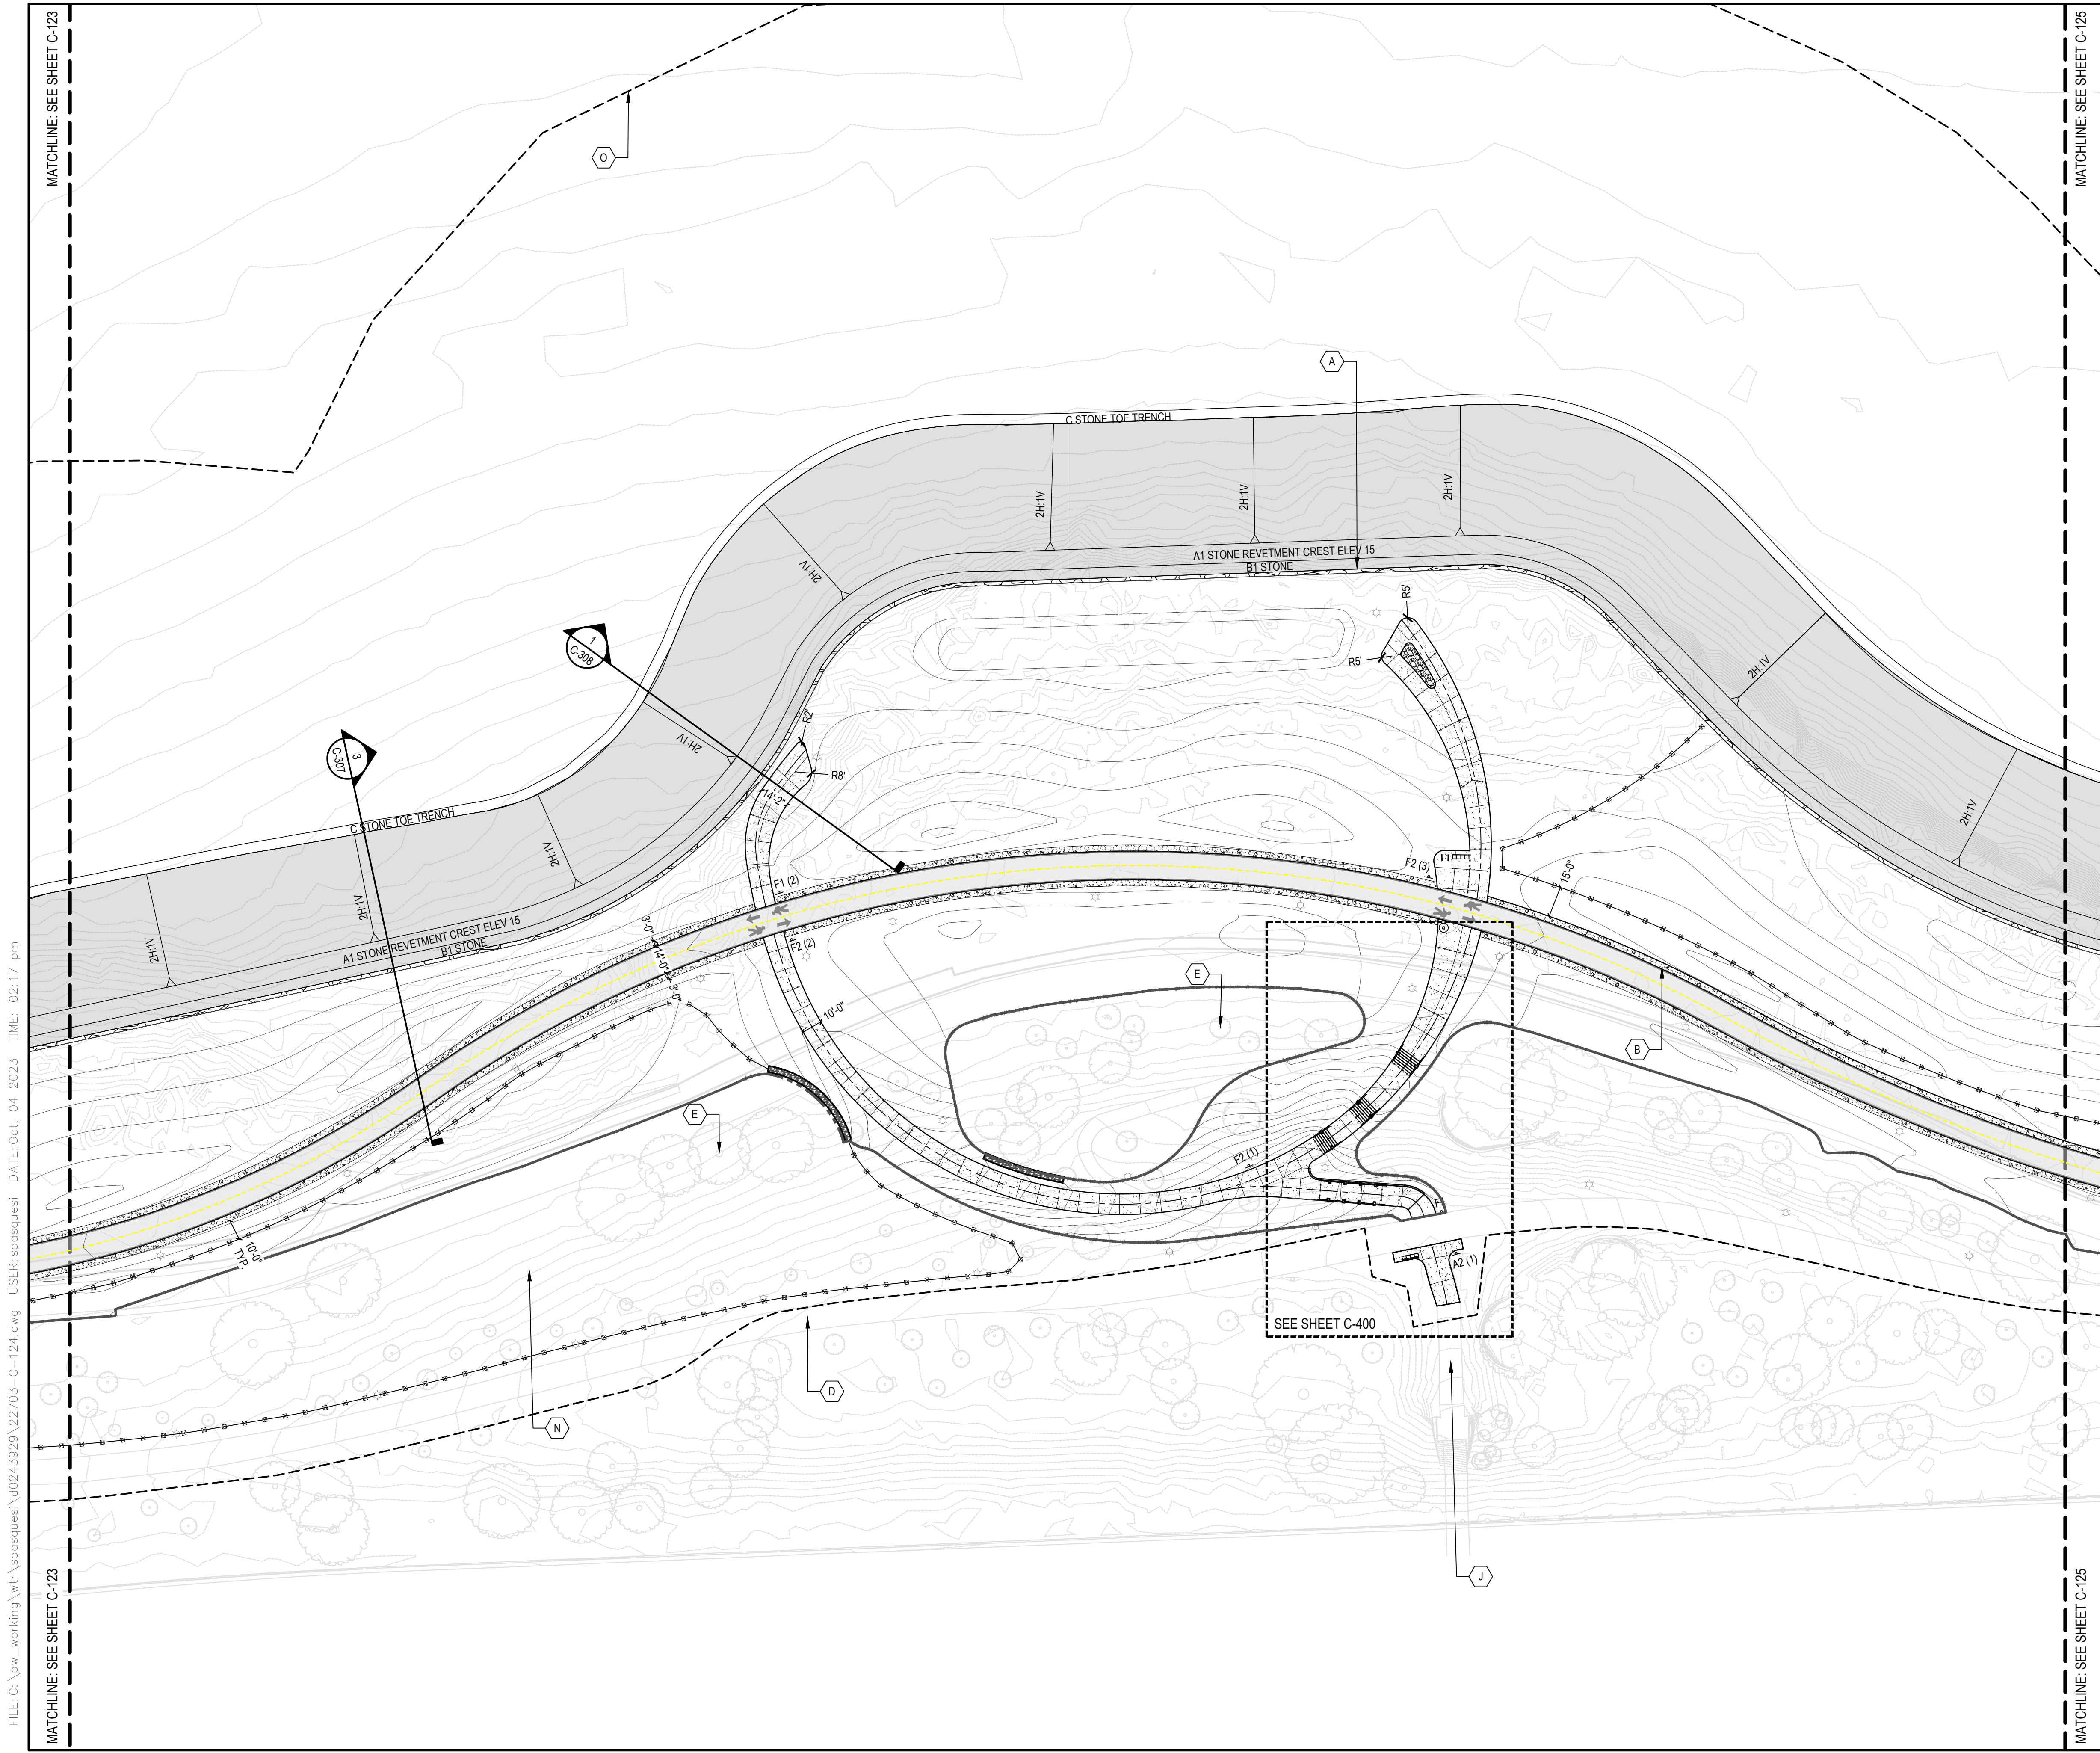 MATCHLINE: SEE SHEET C-123
MATCHLINE: SEE SHEET C-125
O
A
C STONE TOE TRENCH
2H:1V
2H:1V
2H:1V
A1 STONE REVETMENT CREST ELEV 15
B1 STONE
2H:1V
R5'
R5'
1
C-308
2H:1V
R2'
2H:1V
3
C-307
R8'
14'-2"
C STONE TOE TRENCH
2H:1V
2H:1V
F2 (3)
15'-0"
F1 (2)
2H:1V
2H:1V
A1 STONE REVETMENT CREST ELEV 15
B1 STONE
3'-0"
14'-0"
3'-0"
F2 (2)
E
10'-0"
B
E
F2 (1)
10'-0"
TYP.
A2 (1)
SEE SHEET C-400
D
N
J
MATCHLINE: SEE SHEET C-123
MATCHLINE: SEE SHEET C-125
FILE: C:\pw_working\wtr\spasquesi\d0243929\22703-C-124.dwg USER: spasquesi DATE: Oct, 04 2023 TIME: 02:17 pm